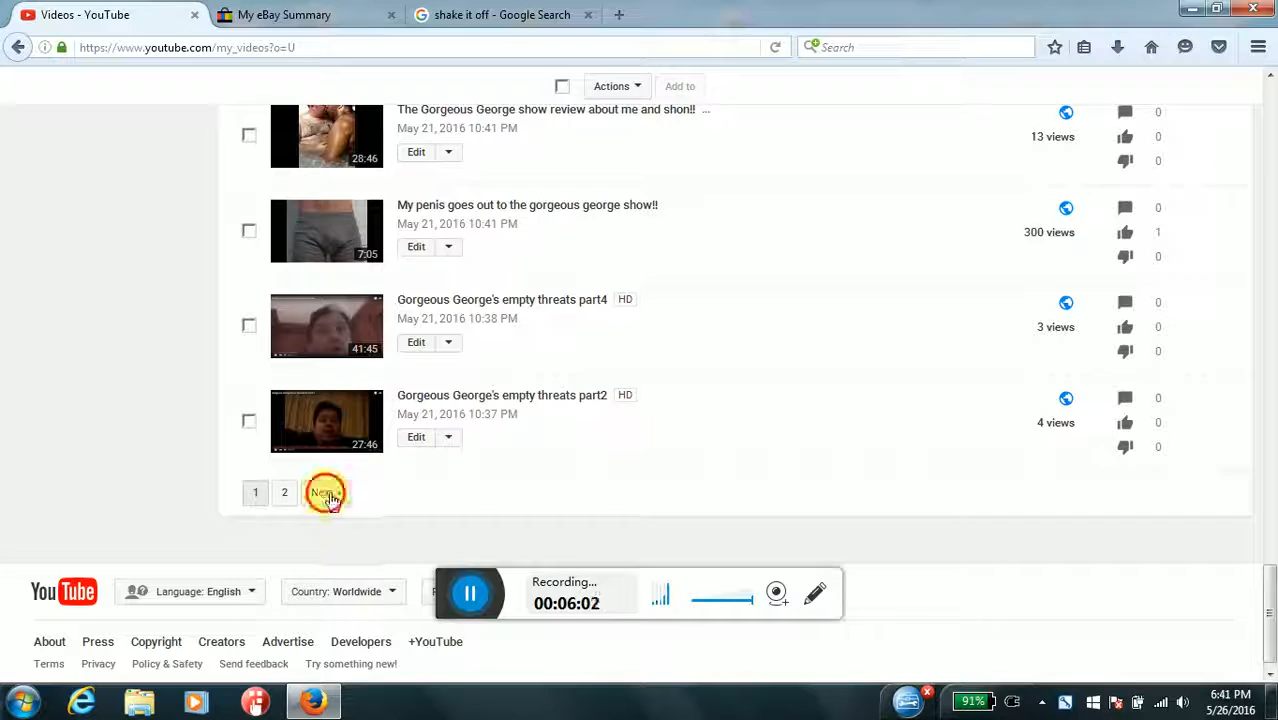 Videos - YouTube
My eBay Summary
shake it off - Google Search
https://www.youtube.com/my_videos?o=U
Search
Actions
Add to
The Gorgeous George show review about me and shon!! ...
May 21, 2016 10:41 PM
28:46
Edit
13 views
0
0
0
My penis goes out to the gorgeous george show!!
May 21, 2016 10:41 PM
7:05
Edit
300 views
0
1
0
Gorgeous George's empty threats part4 HD
May 21, 2016 10:38 PM
41:45
Edit
3 views
0
0
0
Gorgeous George's empty threats part2 HD
May 21, 2016 10:37 PM
27:46
Edit
4 views
0
0
0
1 2
YouTube
Language: English
Country: Worldwide
Recording...
00:06:02
About Press Copyright Creators Advertise Developers +YouTube
Terms Privacy Policy & Safety Send feedback Try something new!
91%
6:41 PM
5/26/2016